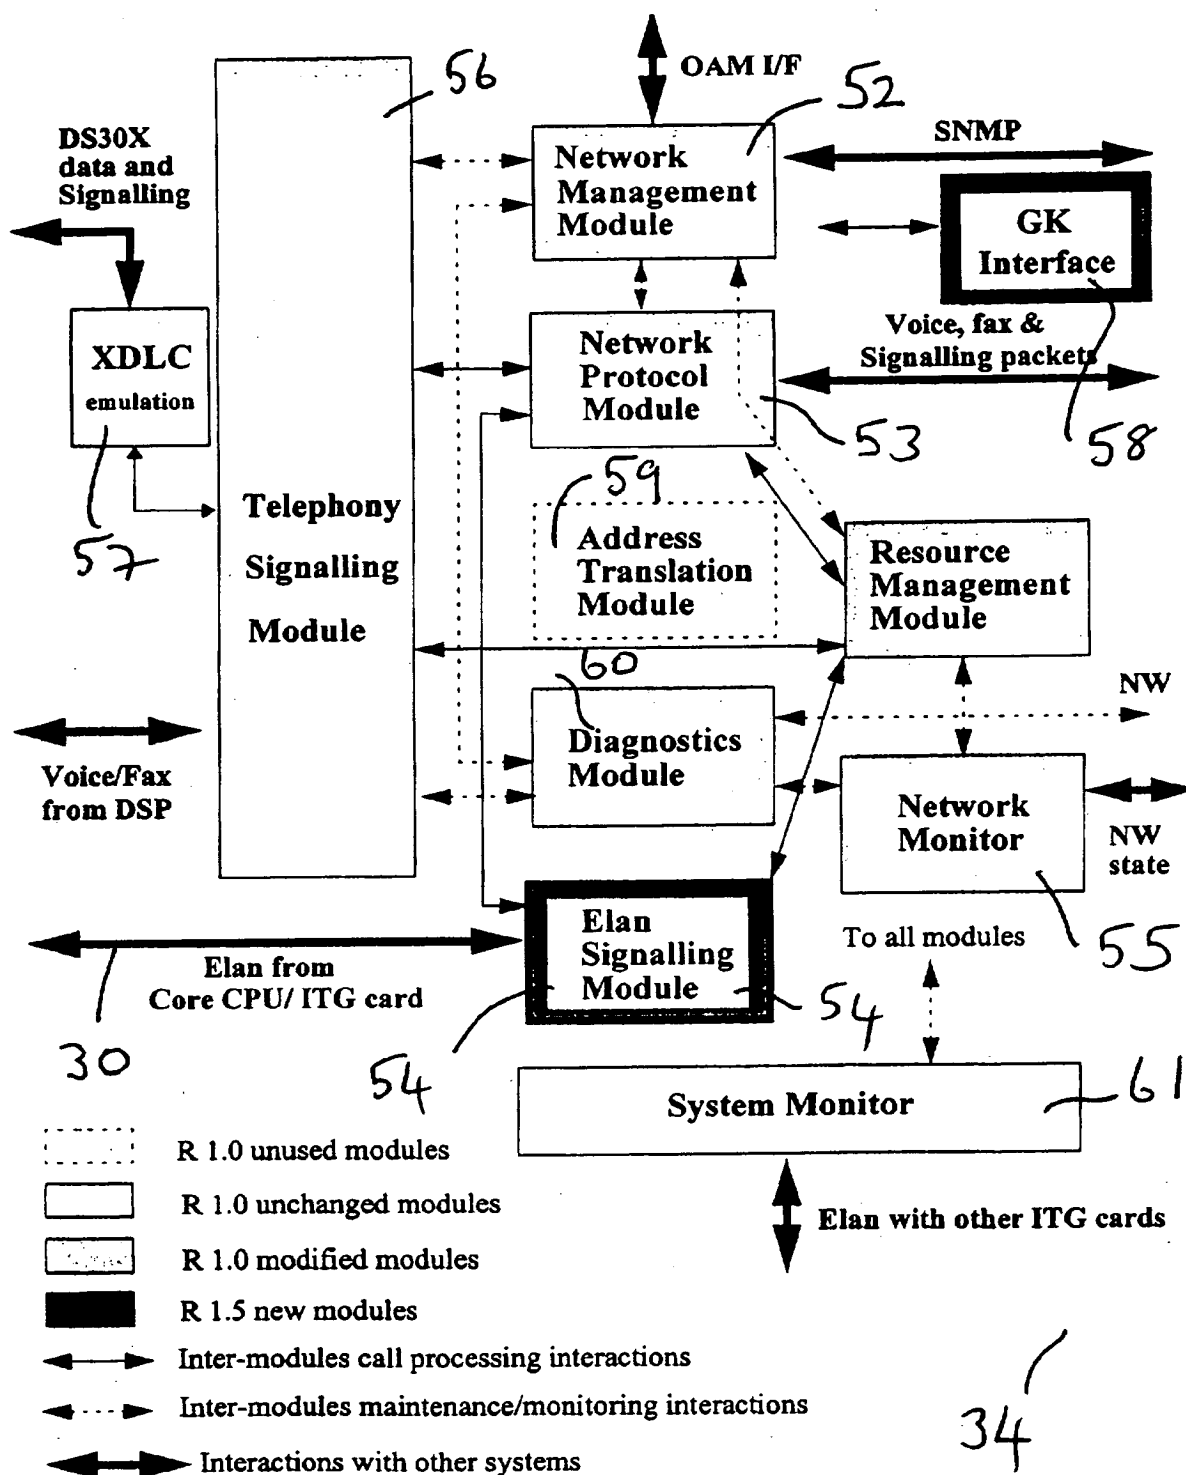 OAM I/F
56
52
DS30X
data and
Signalling
Network
Management
Module
SNMP
GK
Interface
XDLC
emulation
Network
Protocol
Module
Voice, fax &
Signalling packets
53
58
57
Telephony
Signalling
Module
59
Address
Translation
Module
Resource
Management
Module
60
NW
Diagnostics
Module
Voice/Fax
from DSP
Network
Monitor
NW
state
Elan
Signalling
Module
To all modules
55
Elan from
Core CPU/ ITG card
54
54
30
System Monitor
61
R 1.0 unused modules
R 1.0 unchanged modules
Elan with other ITG cards
R 1.0 modified modules
R 1.5 new modules
Inter-modules call processing interactions
Inter-modules maintenance/monitoring interactions
Interactions with other systems
34